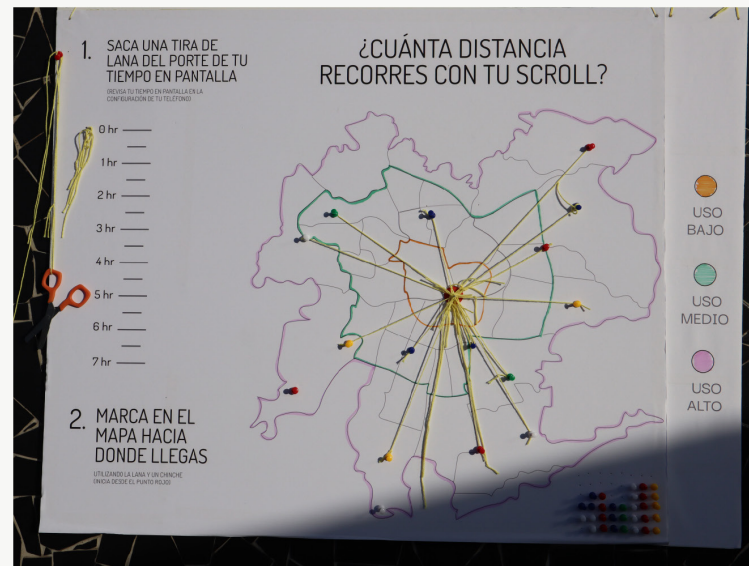 1. SACA UNA TIRA DE
LANA DEL PORTE DE TU
TIEMPO EN PANTALLA
(REVISA TU TIEMPO EN PANTALLA EN LA
CONFIGURACIÓN DE TU TELÉFONO)
¿CUÁNTA DISTANCIA
RECORRES CON TU SCROLL?
0 hr
1 hr
2 hr
3 hr
4 hr
5 hr
6 hr
7 hr
2. MARCA EN EL
MAPA HACIA
DONDE LLEGAS
UTILIZANDO LA LANA Y UN CHINCHE
(INICIA DESDE EL PUNTO ROJO)
USO
BAJO
USO
MEDIO
USO
ALTO